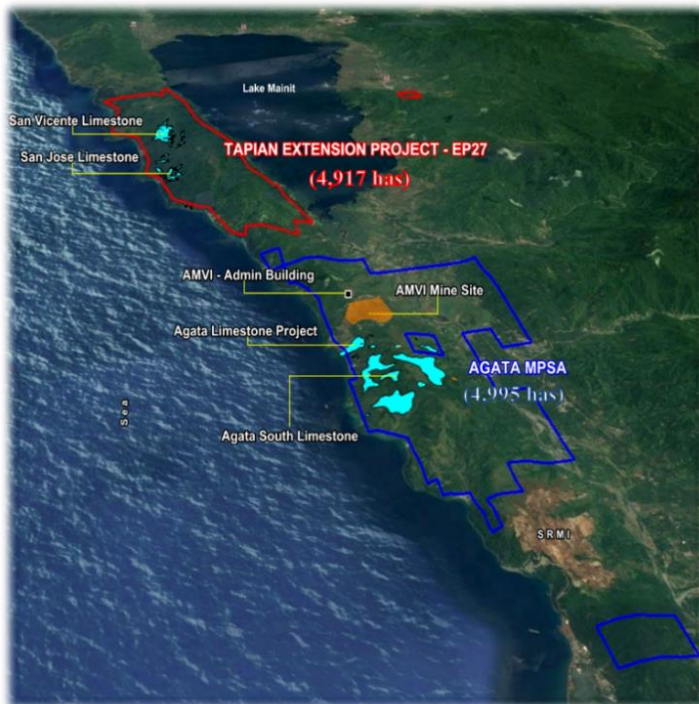 Lake Mainit
San Vicente Limestone
San Jose Limestone
TAPIAN EXTENSION PROJECT - EP27
(4,917 has)
AMVI - Admin Building
AMVI Mine Site
Agata Limestone Project
AGATA MPSA
(4.995 has)
Sea
Agata South Limestone
SRMI